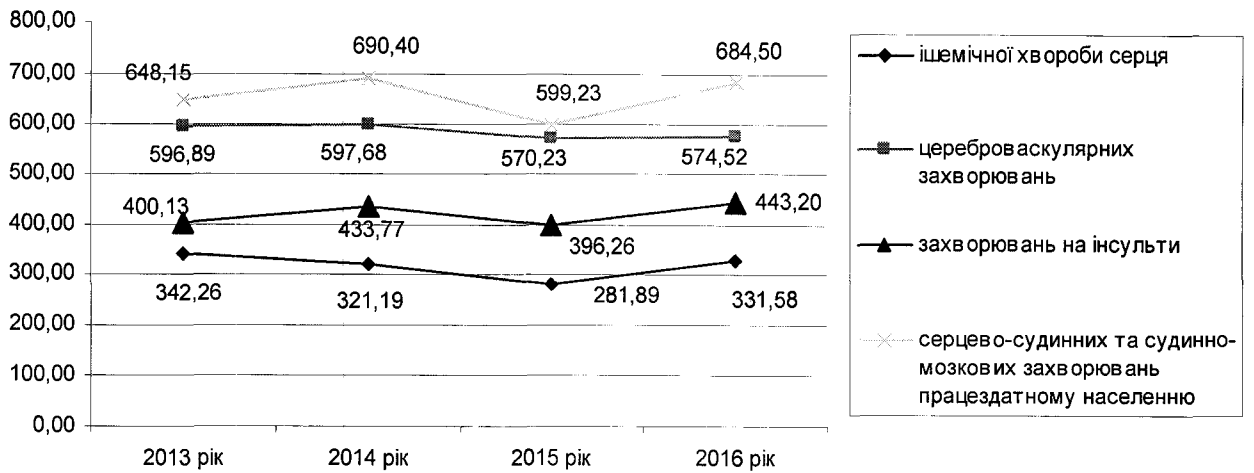 800,00
700,00
600,00
500,00
400,00
300,00
200,00
100,00
0,00
648,15
690,40
599,23
684,50
596,89
597,68
570,23
574,52
400,13
433,77
396,26
443,20
342,26
321,19
281,89
331,58
2013 рік
2014 рік
2015 рік
2016 рік
ішемічної хвороби серця
цереброваскулярних
захворювань
захворювань на інсульти
серцево-судинних та судинно-
мозкових захворювань
працездатному населенню